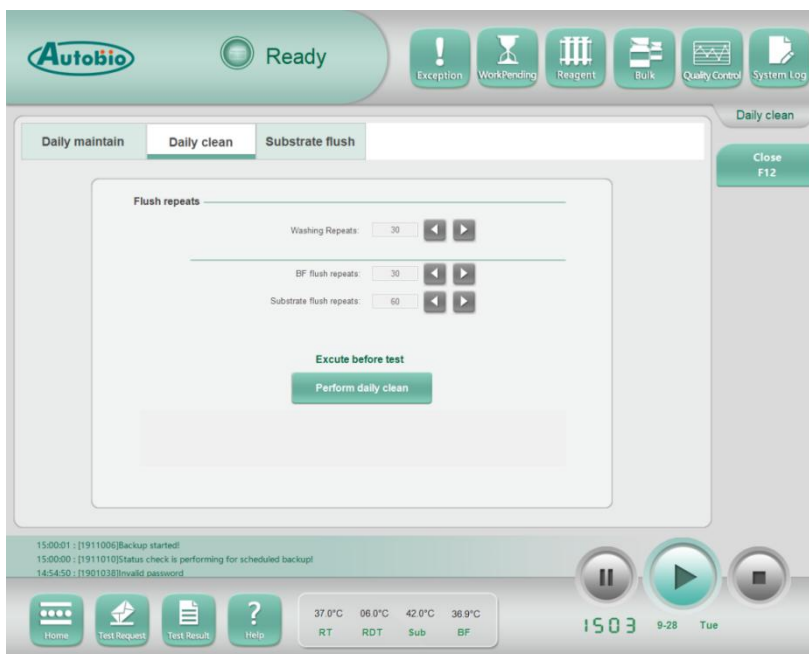 Autobio
Ready
Exception
WorkPending
Reagent
Bulk
Quality Control
System Log
Daily clean
Daily maintain
Daily clean
Substrate flush
Close
F12
Flush repeats
Washing Repeats: 30
BF flush repeats: 30
Substrate flush repeats: 60
Excute before test
Perform daily clean
15:00:01 : [1911006]Backup started!
15:00:00 : [1911010]Status check is performing for scheduled backup!
14:54:50 : [1901038]Invalid password
Home
Test Request
Test Result
?
Help
37.0°C 06.0°C 42.0°C 36.9°C
RT RDT Sub BF
1503 9-28 Tue